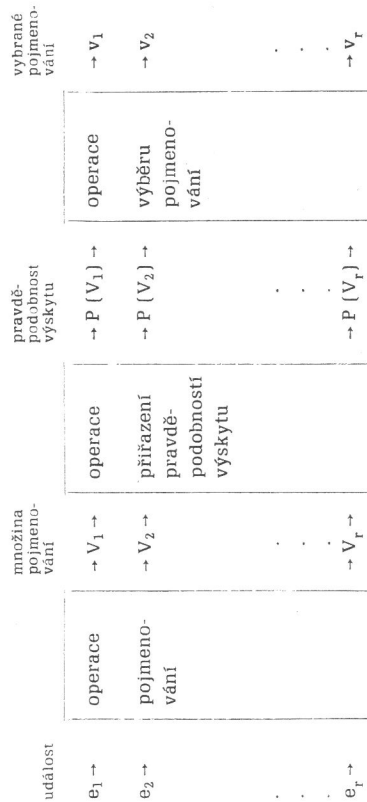 událost
množina
pojmeno-
vání
pravdě-
podobnost
výskytu
vybrané
pojmeno-
vání
e₁ → operace → V₁ → operace → P (V₁) → operace → v₁
e₂ → pojmeno- → V₂ → přiřazení → P (V₂) → výběru → v₂
vání pravdě- pojmeno-
podobností vání
výskytu
. . . .
. . . .
. . . .
eᵣ → → Vᵣ → → P (Vᵣ) → → vᵣ